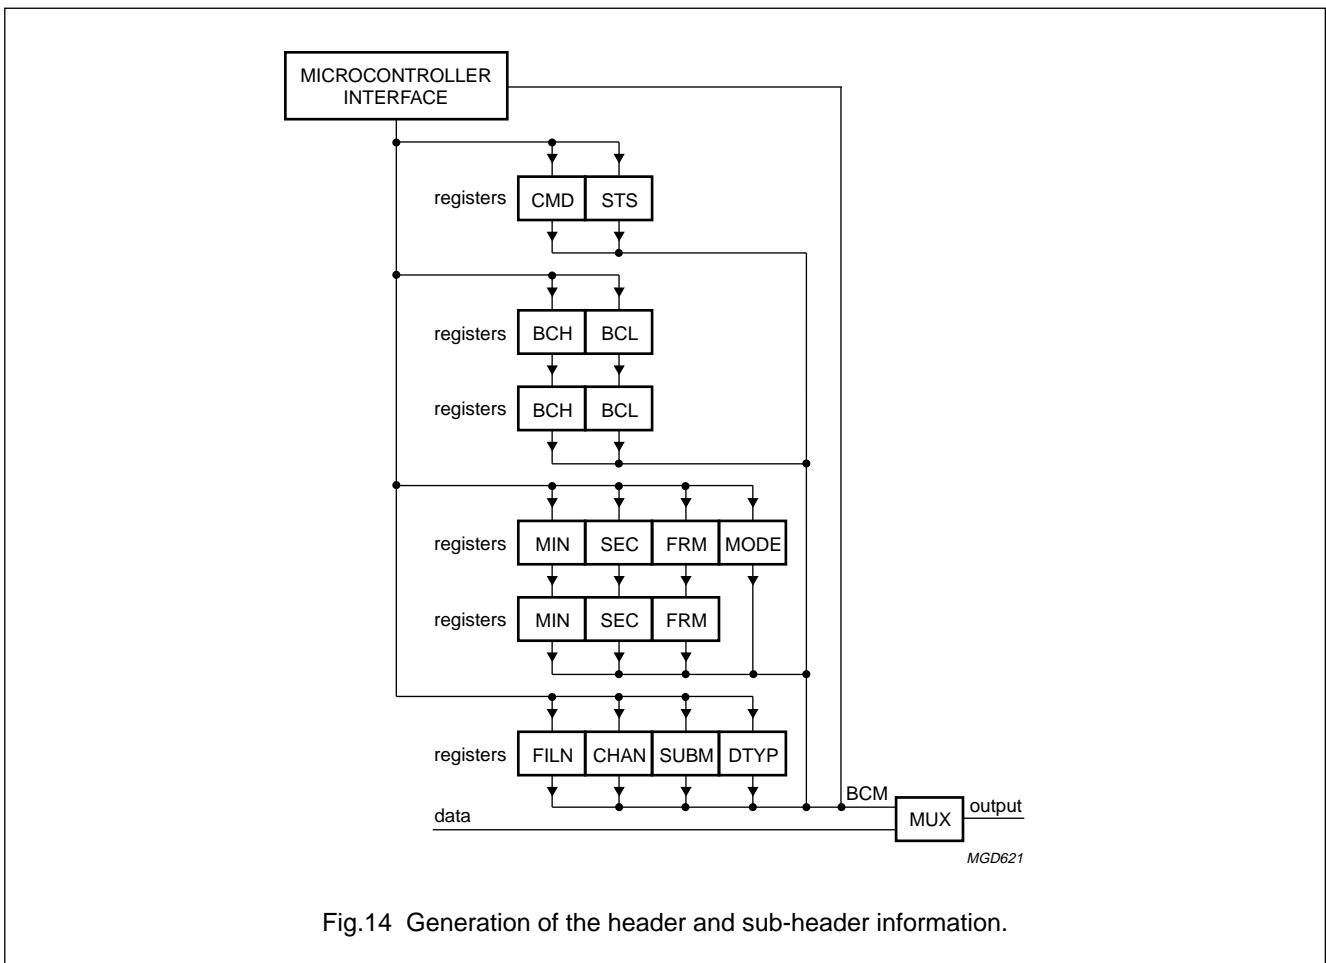 MICROCONTROLLER
INTERFACE
registers CMD STS
registers BCH BCL
registers BCH BCL
registers MIN SEC FRM MODE
registers MIN SEC FRM
registers FILN CHAN SUBM DTYP
BCM
data MUX output
MGD621
Fig.14 Generation of the header and sub-header information.